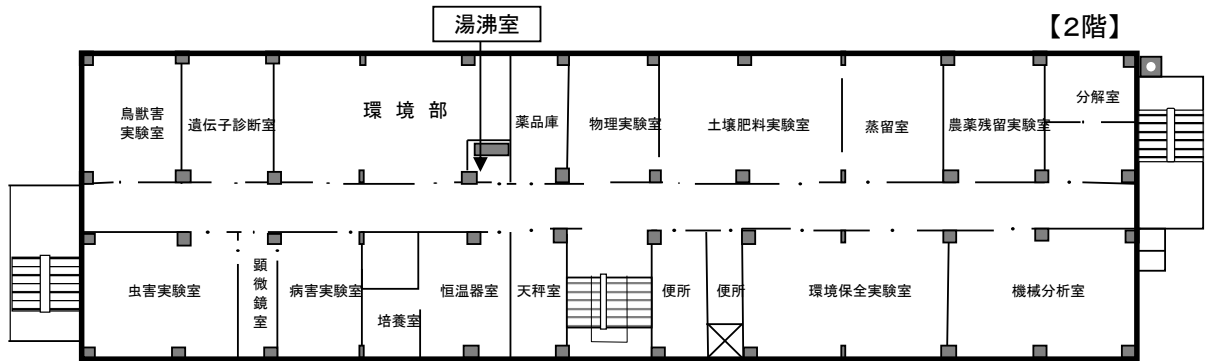 湯沸室
【2階】
鳥獣害
実験室
遺伝子診断室
環境部
薬品庫
物理実験室
土壌肥料実験室
蒸留室
農薬残留実験室
分解室
虫害実験室
顕微鏡室
病害実験室
培養室
恒温器室
天秤室
便所
便所
環境保全実験室
機械分析室